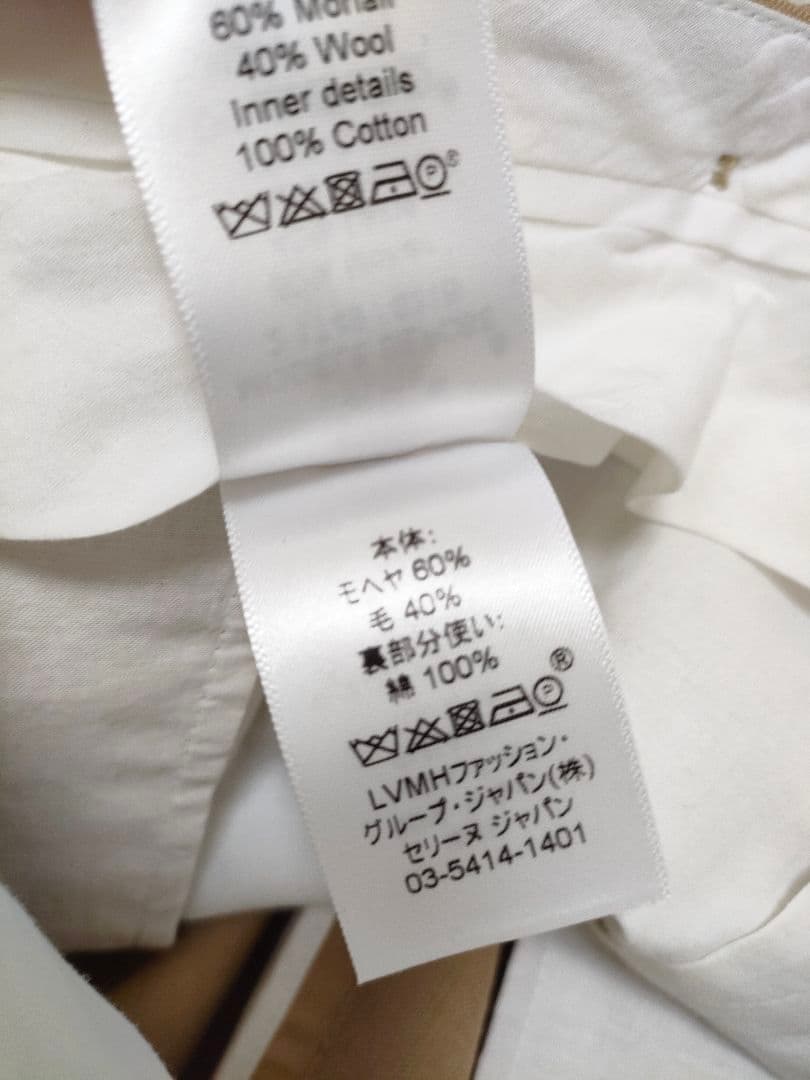 60% Mohair
40% Wool
Inner details
100% Cotton
P
®
本体:
モヘヤ 60%
毛 40%
裏部分使い:
綿 100%
P
®
LVMHファッション・
グループ・ジャパン(株)
セリーヌ ジャパン
03-5414-1401